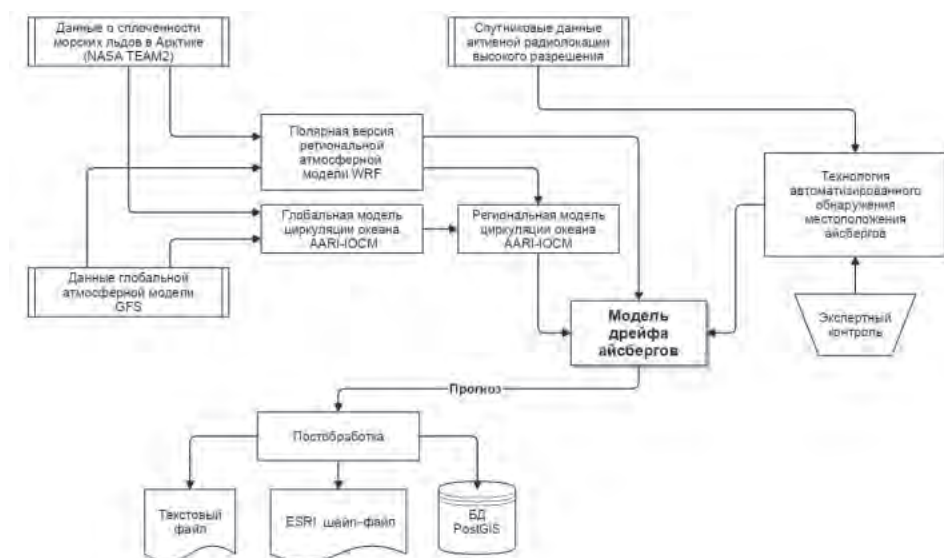 Данные о сплоченности
морских льдов в Арктике
(NASA TEAM2)
Спутниковые данные
активной радиолокации
высокого разрешения
Полярная версия
региональной
атмосферной
модели WRF
Технология
автоматизированного
обнаружения
местоположения
айсбергов
Глобальная модель
циркуляции океана
AARI-IOCM
Региональная модель
циркуляции океана
AARI-IOCM
Данные глобальной
атмосферной модели
GFS
Модель
дрейфа
айсбергов
Экспертный
контроль
Прогноз
Постобработка
Текстовый
файл
ESRI шейп-файл
БД
PostGIS